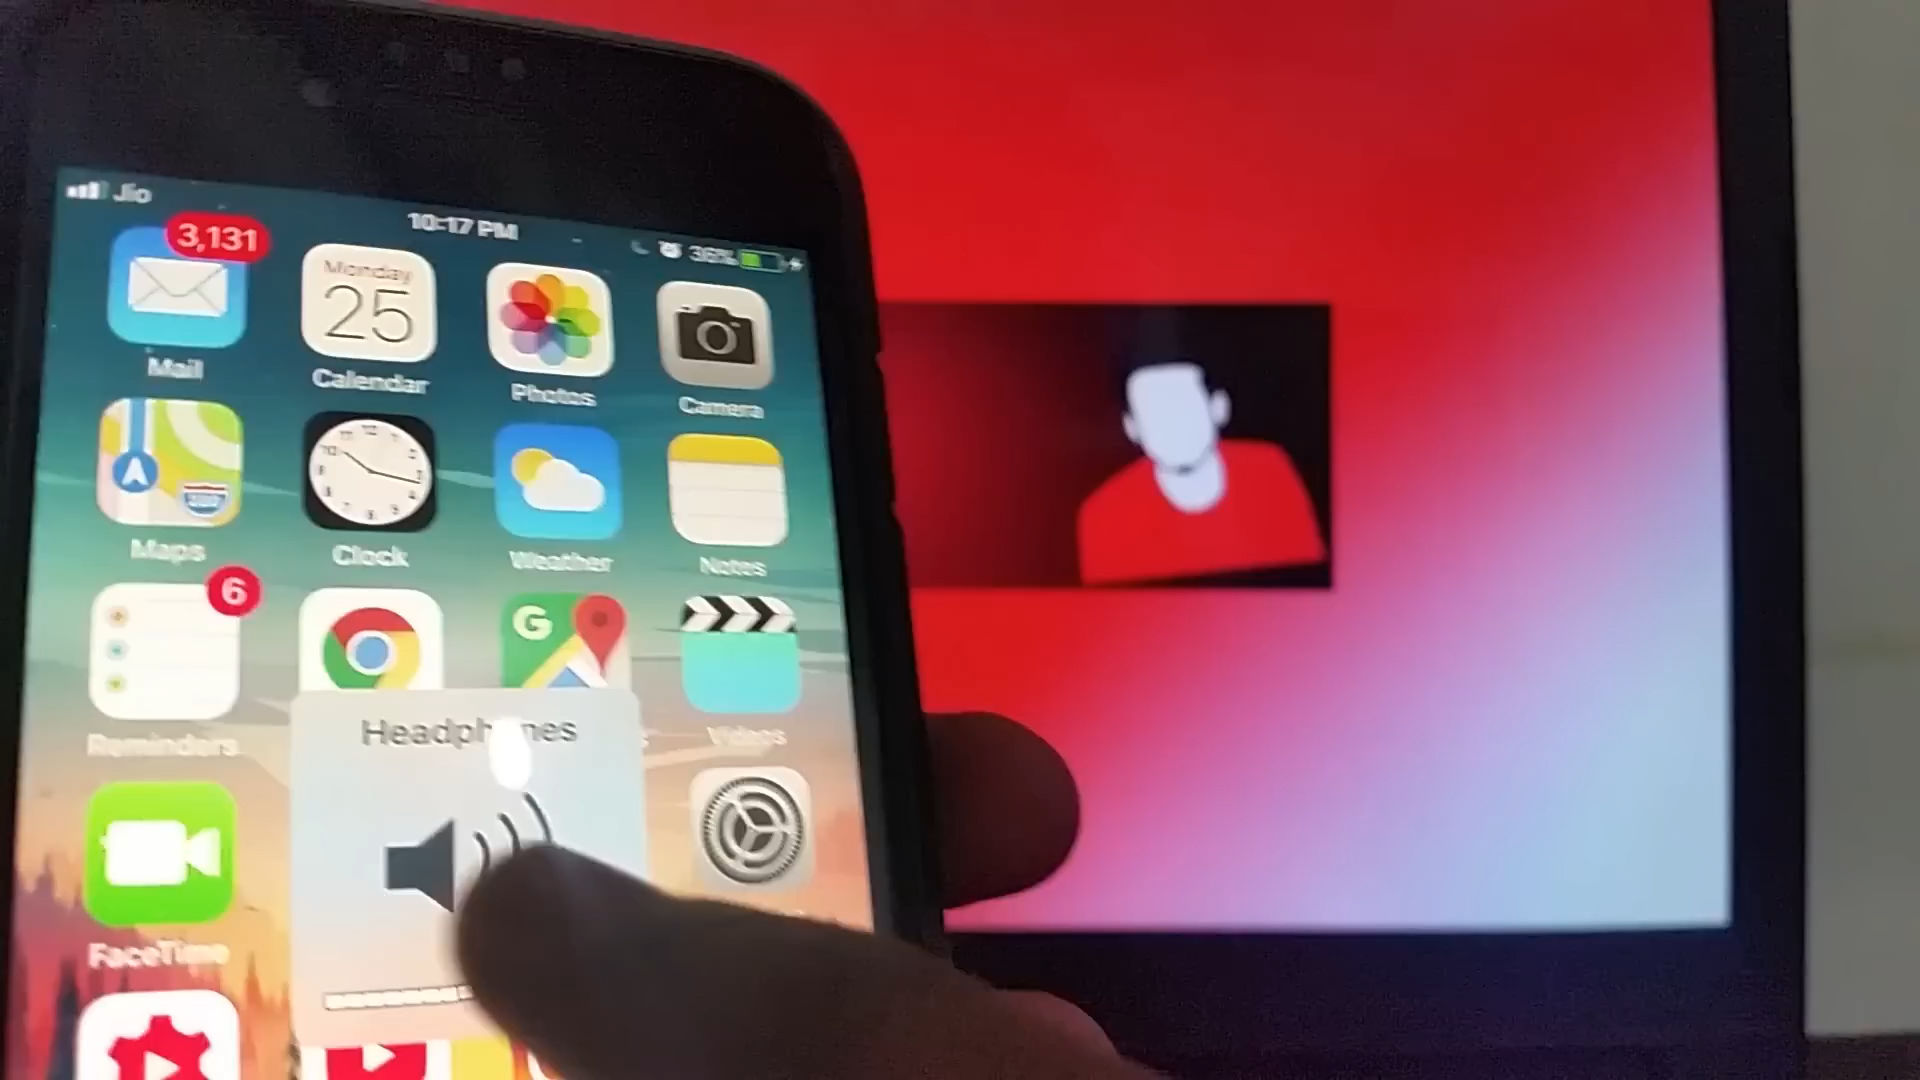 Jio
10:17 PM
36%
3,131
Monday
25
Mail
Calendar
Photos
Camera
Maps
Clock
Weather
Notes
6
G
Reminders
Videos
Headphones
FaceTime